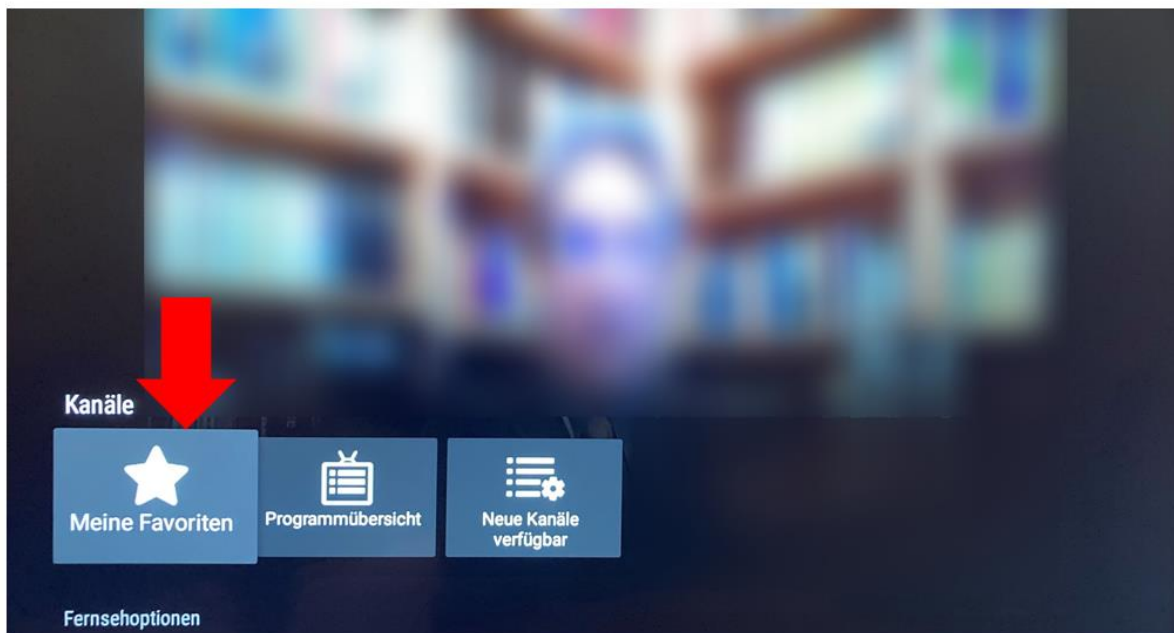 Kanäle
Meine Favoriten
Programmübersicht
Neue Kanäle
verfügbar
Fernsehoptionen